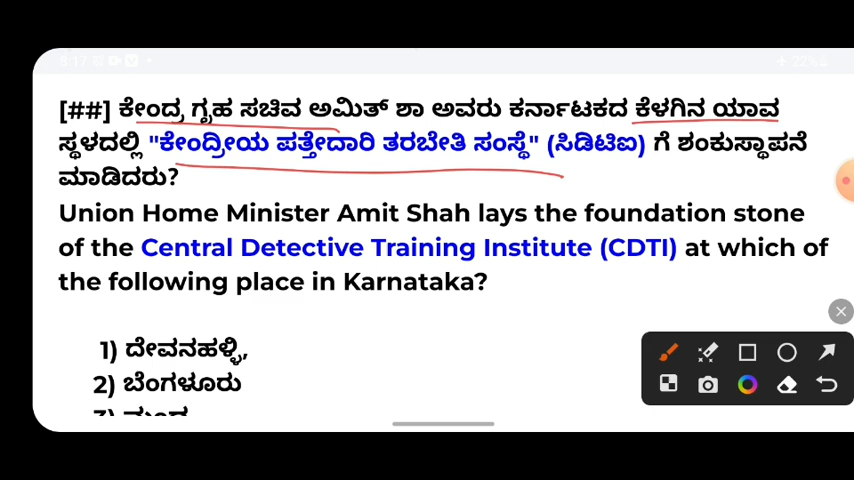 [##] ಕೇಂದ್ರ ಗೃಹ ಸಚಿವ ಅಮಿತ್ ಶಾ ಅವರು ಕರ್ನಾಟಕದ ಕೆಳಗಿನ ಯಾವ
ಸ್ಥಳದಲ್ಲಿ "ಕೇಂದ್ರೀಯ ಪತ್ತೇದಾರಿ ತರಬೇತಿ ಸಂಸ್ಥೆ" (ಸಿಡಿಟಿಐ) ಗೆ ಶಂಕುಸ್ಥಾಪನೆ
ಮಾಡಿದರು?
Union Home Minister Amit Shah lays the foundation stone
of the Central Detective Training Institute (CDTI) at which of
the following place in Karnataka?
1) ದೇವನಹಳ್ಳಿ,
2) ಬೆಂಗಳೂರು
3)